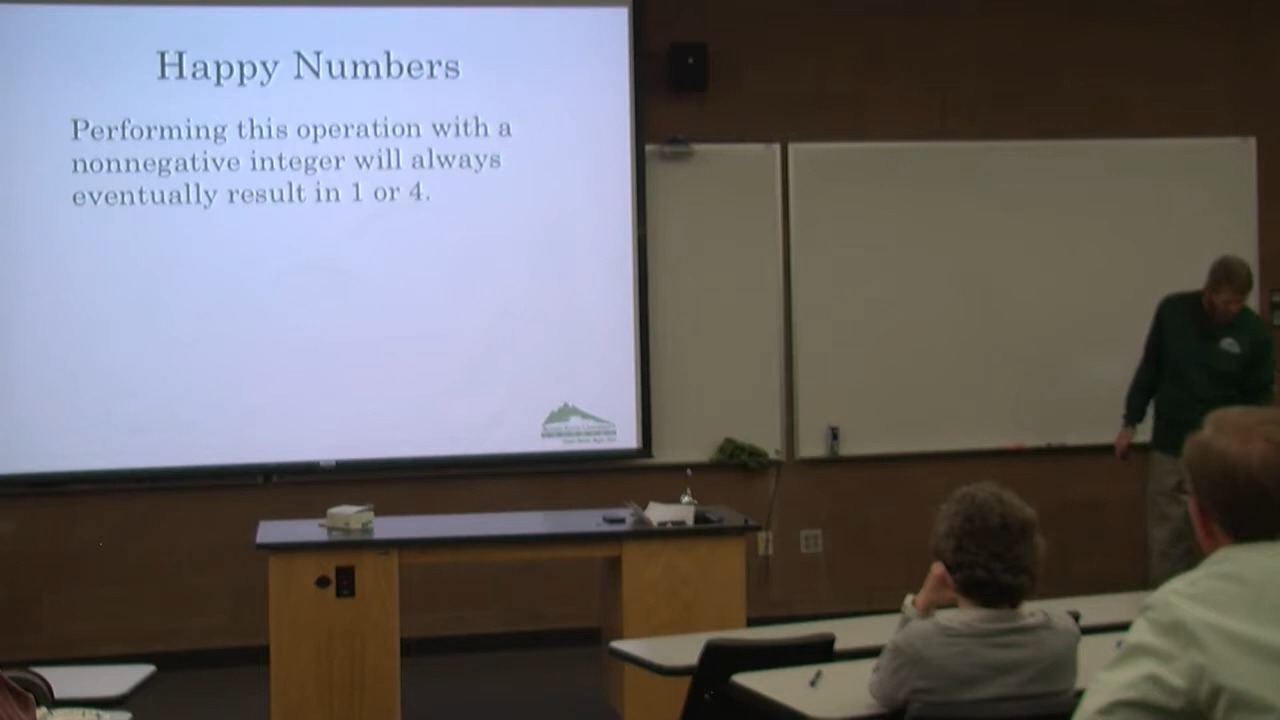 Happy Numbers
Performing this operation with a
nonnegative integer will always
eventually result in 1 or 4.